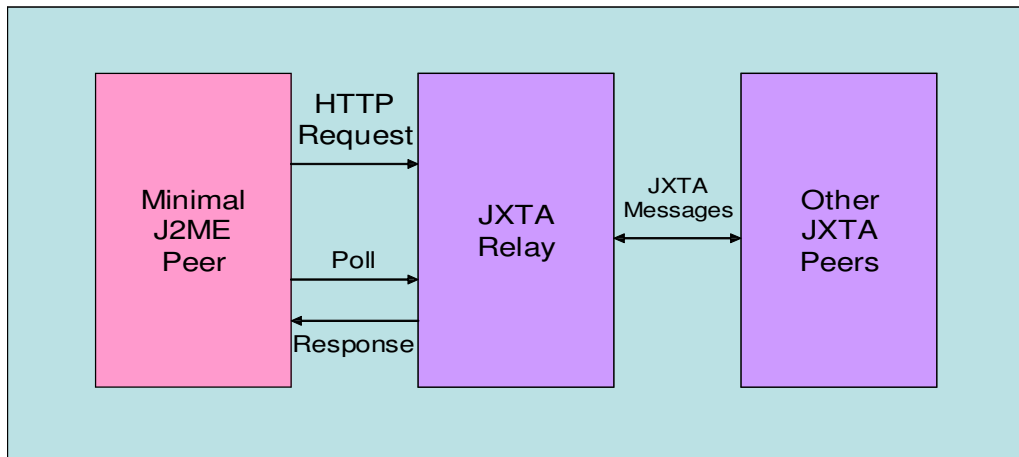 Minimal
J2ME
Peer
HTTP
Request
Poll
Response
JXTA
Relay
JXTA
Messages
Other
JXTA
Peers